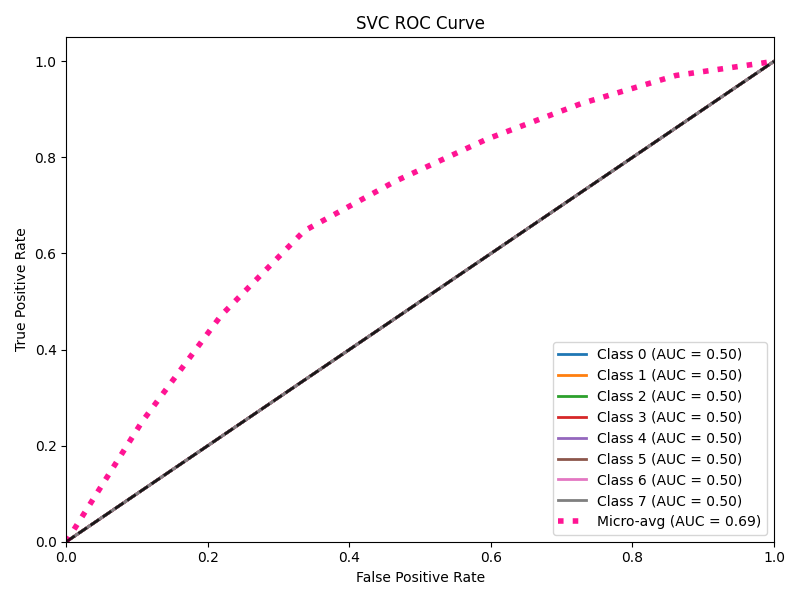 SVC ROC Curve
True Positive Rate
1.0
0.8
0.6
0.4
0.2
0.0
Class 0 (AUC = 0.50)
Class 1 (AUC = 0.50)
Class 2 (AUC = 0.50)
Class 3 (AUC = 0.50)
Class 4 (AUC = 0.50)
Class 5 (AUC = 0.50)
Class 6 (AUC = 0.50)
Class 7 (AUC = 0.50)
Micro-avg (AUC = 0.69)
0.0 0.2 0.4 0.6 0.8 1.0
False Positive Rate